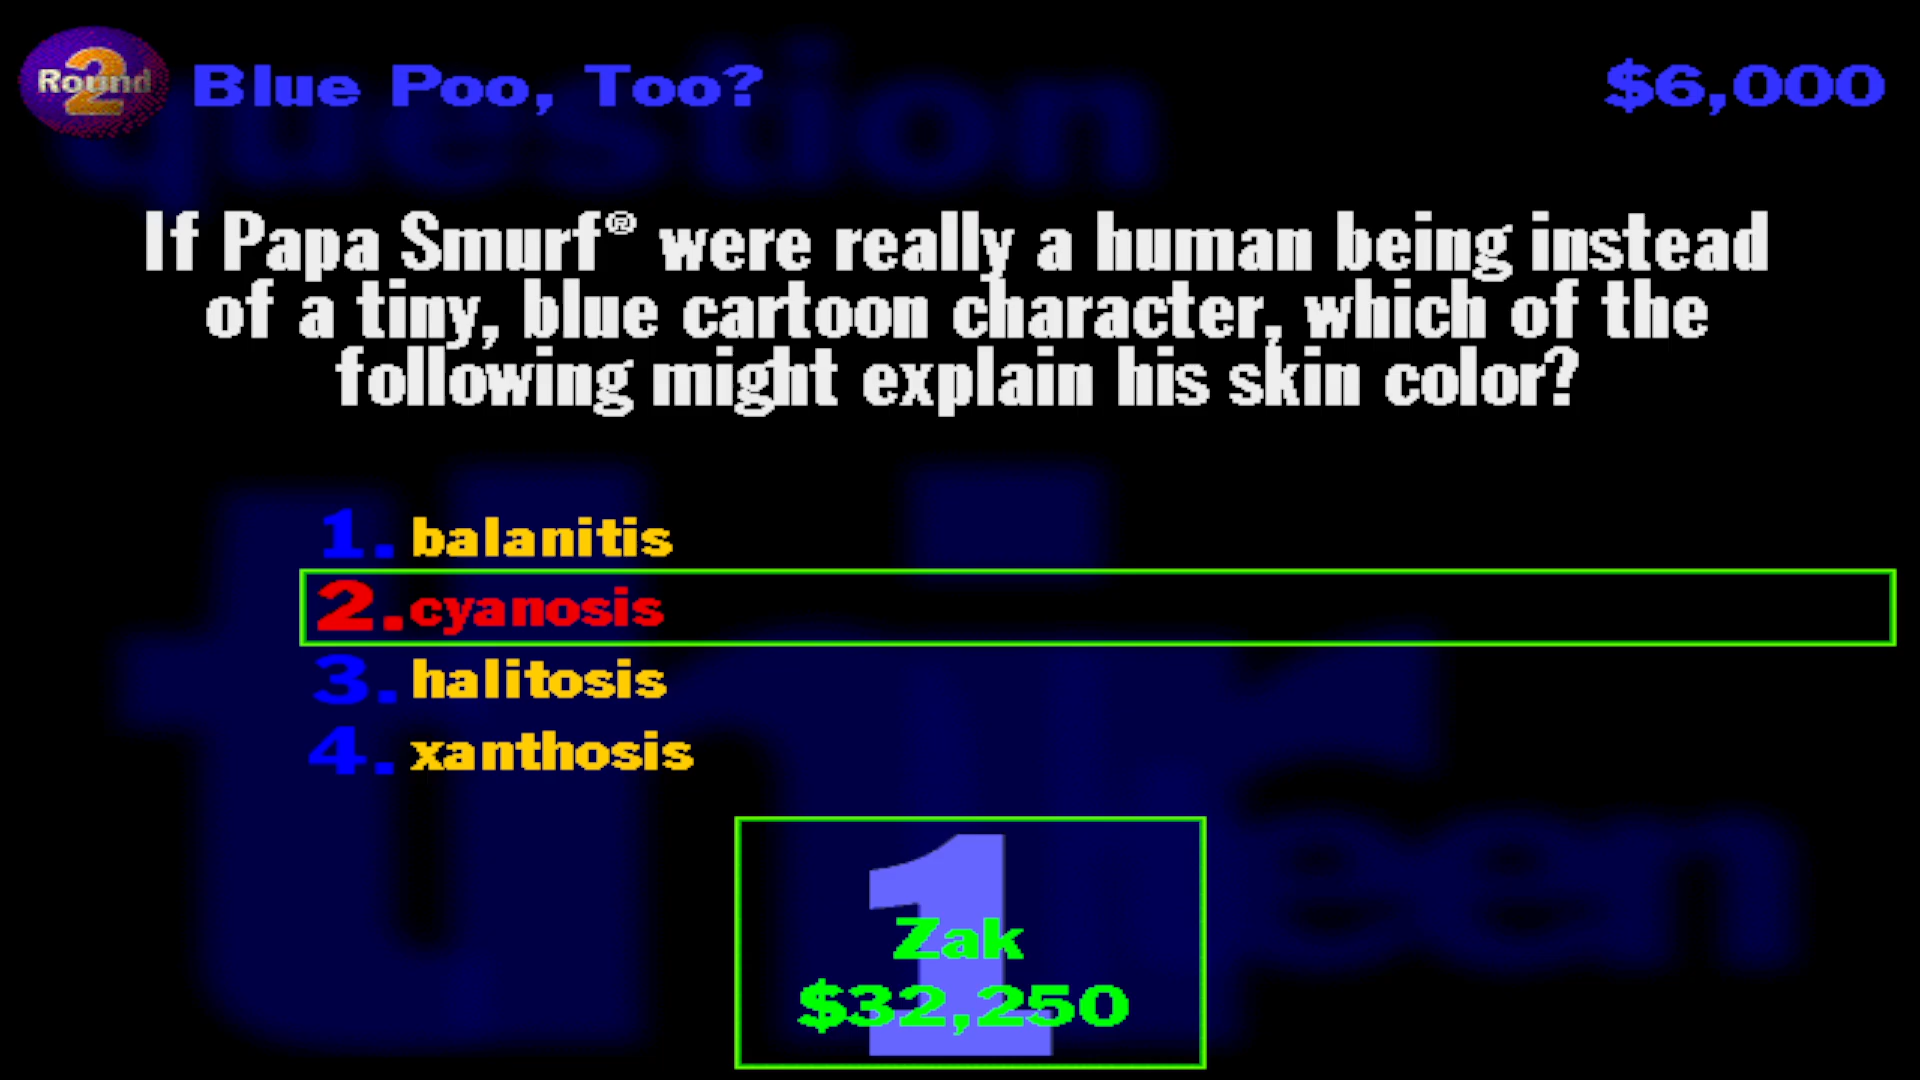 Round 2 Blue Poo, Too? $6,000
question
If Papa Smurf® were really a human being instead
of a tiny, blue cartoon character, which of the
following might explain his skin color?
1. balanitis
2. cyanosis
3. halitosis
4. xanthosis
1
Zak
$32,250